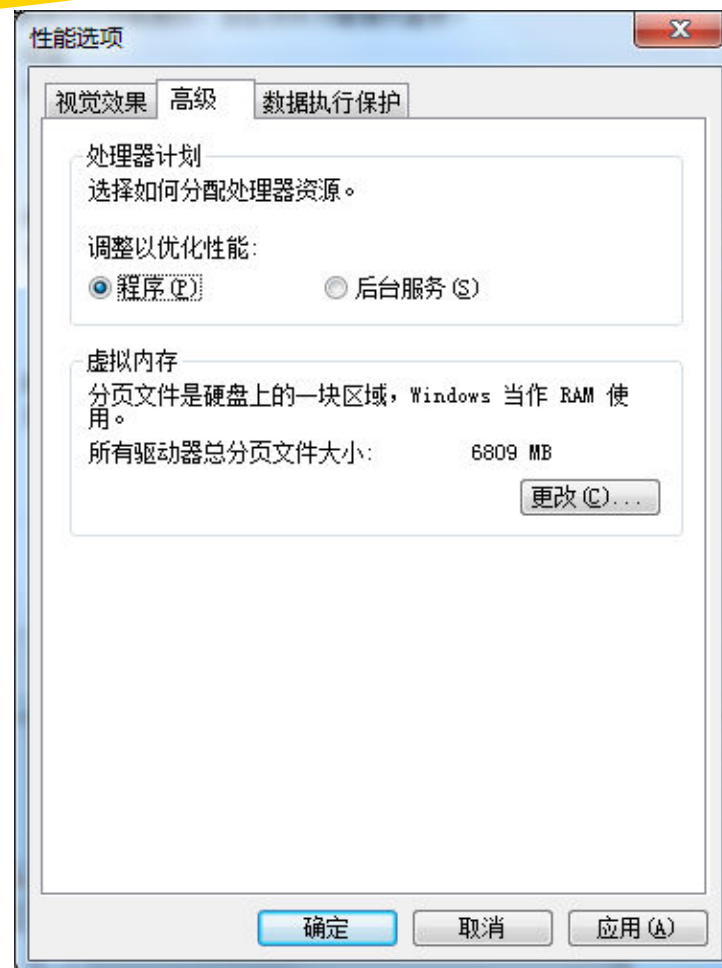 性能选项
视觉效果 高级 数据执行保护
处理器计划
选择如何分配处理器资源。
调整以优化性能:
程序(P) 后台服务(S)
虚拟内存
分页文件是硬盘上的一块区域，Windows 当作 RAM 使
用。
所有驱动器总分页文件大小: 6809 MB
更改(C)...
确定 取消 应用(A)